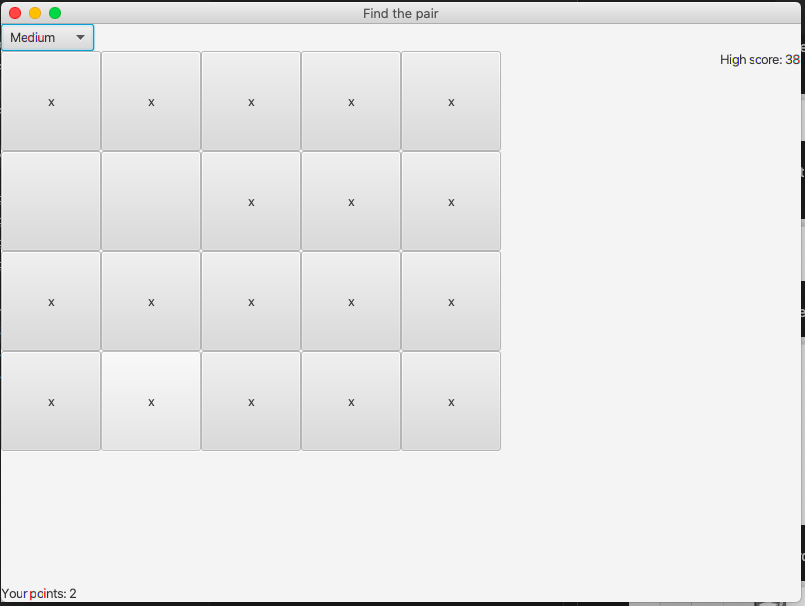 Find the pair
Medium
High score: 38
x x x x x
x x x
x x x x x
x x x x x
Your points: 2